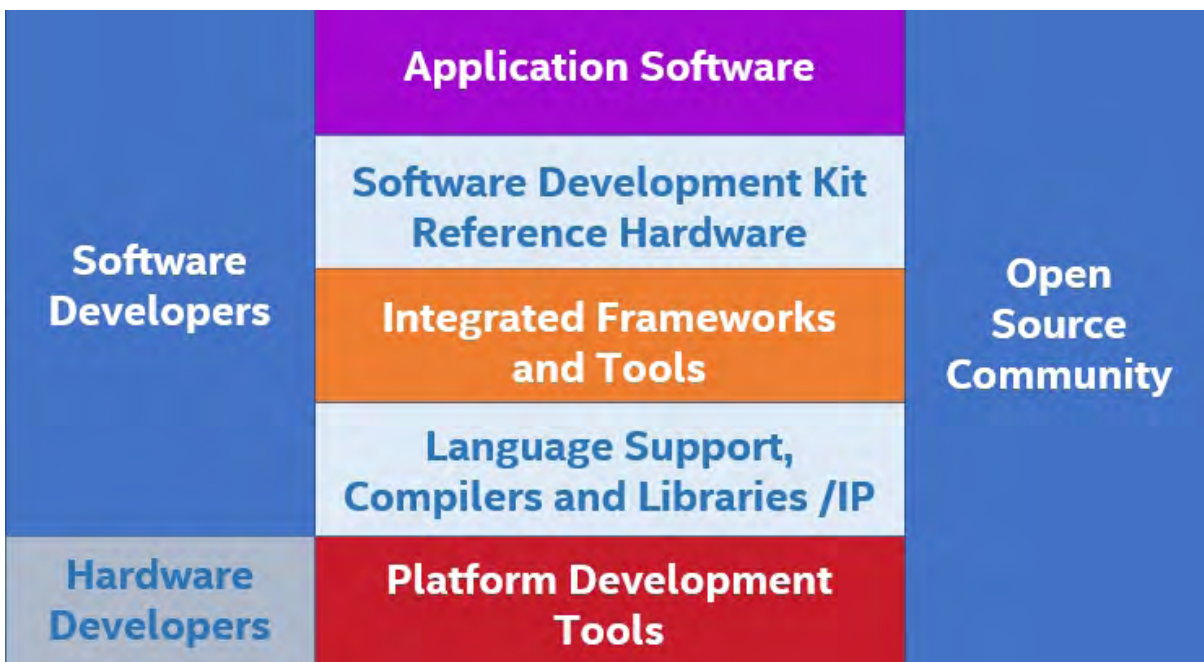 Application Software
Software Development Kit
Reference Hardware
Software
Developers
Integrated Frameworks
and Tools
Open
Source
Community
Language Support,
Compilers and Libraries /IP
Hardware
Developers
Platform Development
Tools